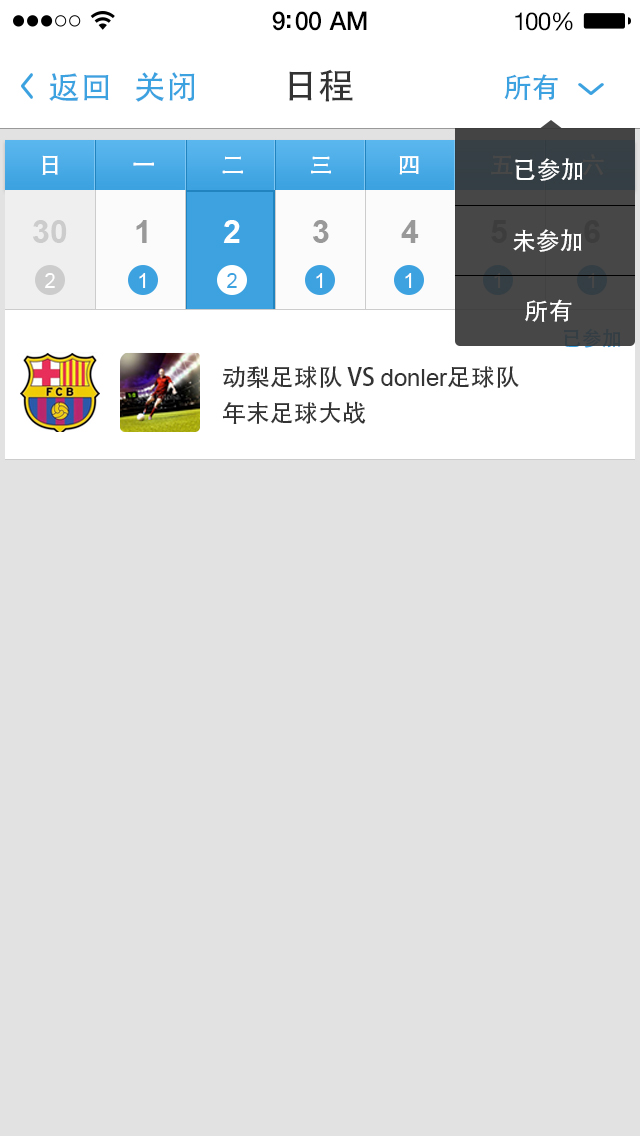 9:00 AM 100%
返回 关闭 日程 所有
日 一 二 三 四 五 六
30 1 2 3 4 5 6
2 1 2 1 1 1 1
已参加
未参加
所有
已参加
FCB
动梨足球队 VS donler足球队
年末足球大战